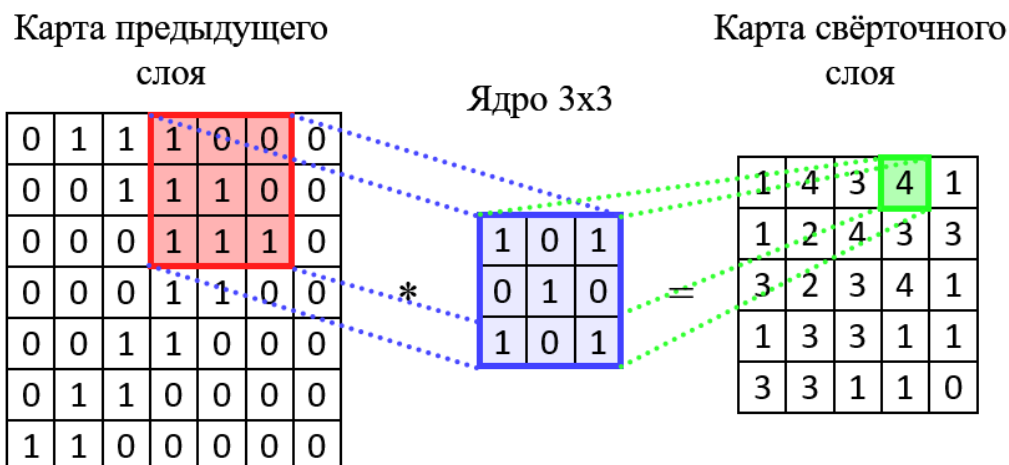 Карта предыдущего
слоя
Ядро 3x3
Карта свёрточного
слоя
0 1 1 1 0 0 0
0 0 1 1 1 0 0
0 0 0 1 1 1 0
0 0 0 1 1 0 0
0 0 1 1 0 0 0
0 1 1 0 0 0 0
1 1 0 0 0 0 0
*
1 0 1
0 1 0
1 0 1
=
1 4 3 4 1
1 2 4 3 3
3 2 3 4 1
1 3 3 1 1
3 3 1 1 0